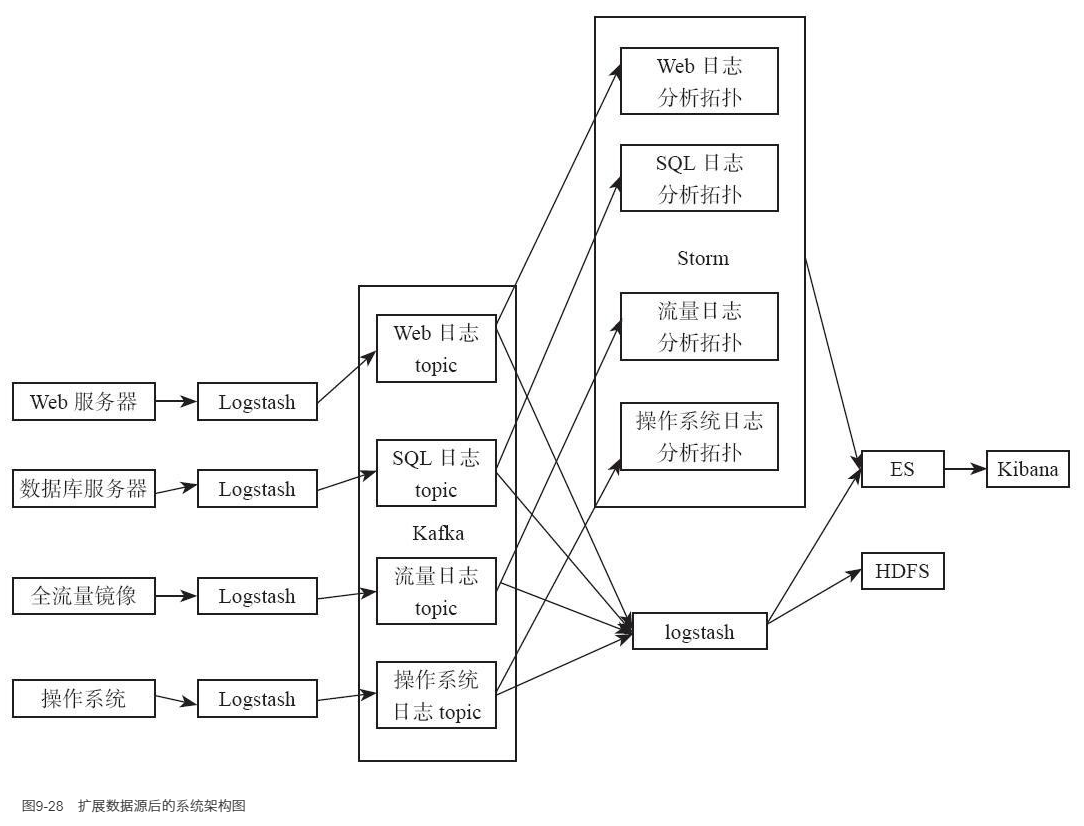 Web 日志
分析拓扑
SQL 日志
分析拓扑
Storm
流量日志
分析拓扑
操作系统日志
分析拓扑
Web 日志
topic
SQL 日志
topic
Kafka
流量日志
topic
操作系统
日志 topic
Web 服务器
Logstash
数据库服务器
Logstash
全流量镜像
Logstash
操作系统
Logstash
logstash
ES
Kibana
HDFS
图9-28 扩展数据源后的系统架构图